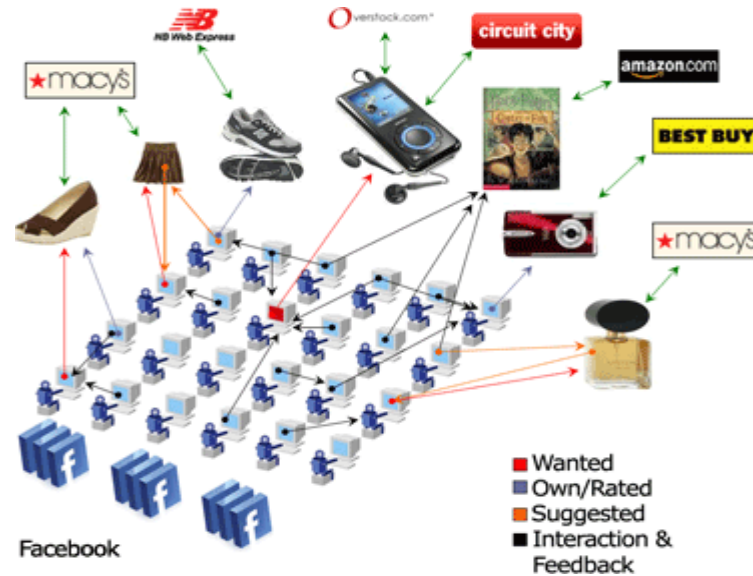 NB Web Express
Overstock.com
circuit city
macy's
amazon.com
BEST BUY
macy's
Wanted
Own/Rated
Suggested
Interaction &
Feedback
Facebook